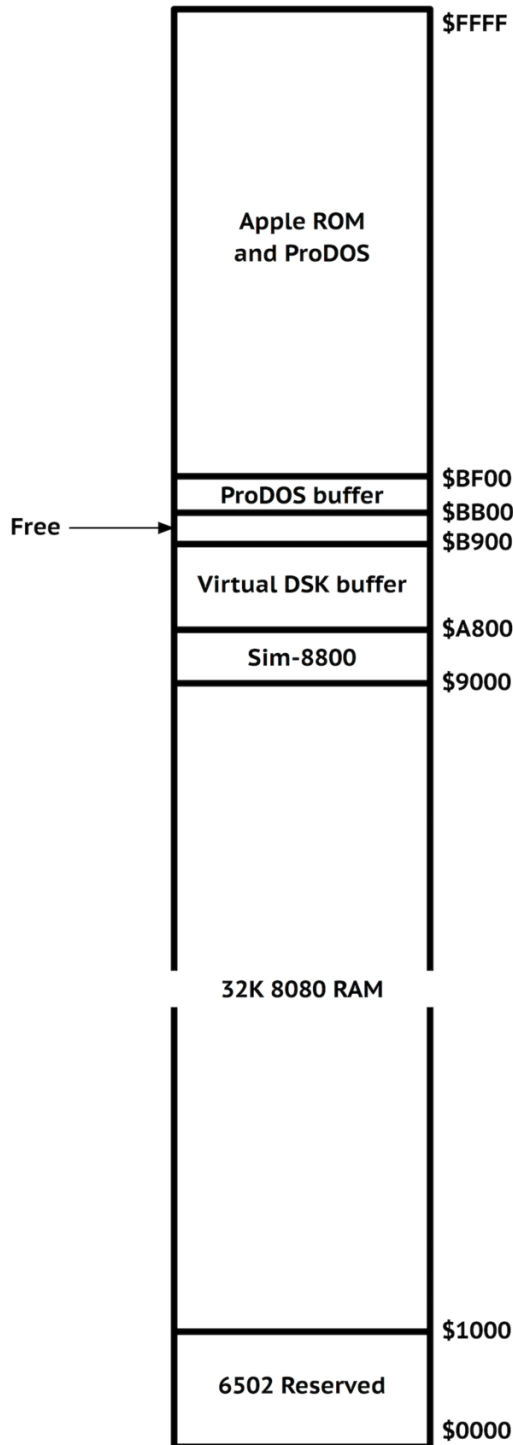 $FFFF
Apple ROM
and ProDOS
$BF00
ProDOS buffer
$BB00
Free
$B900
Virtual DSK buffer
$A800
Sim-8800
$9000
32K 8080 RAM
$1000
6502 Reserved
$0000